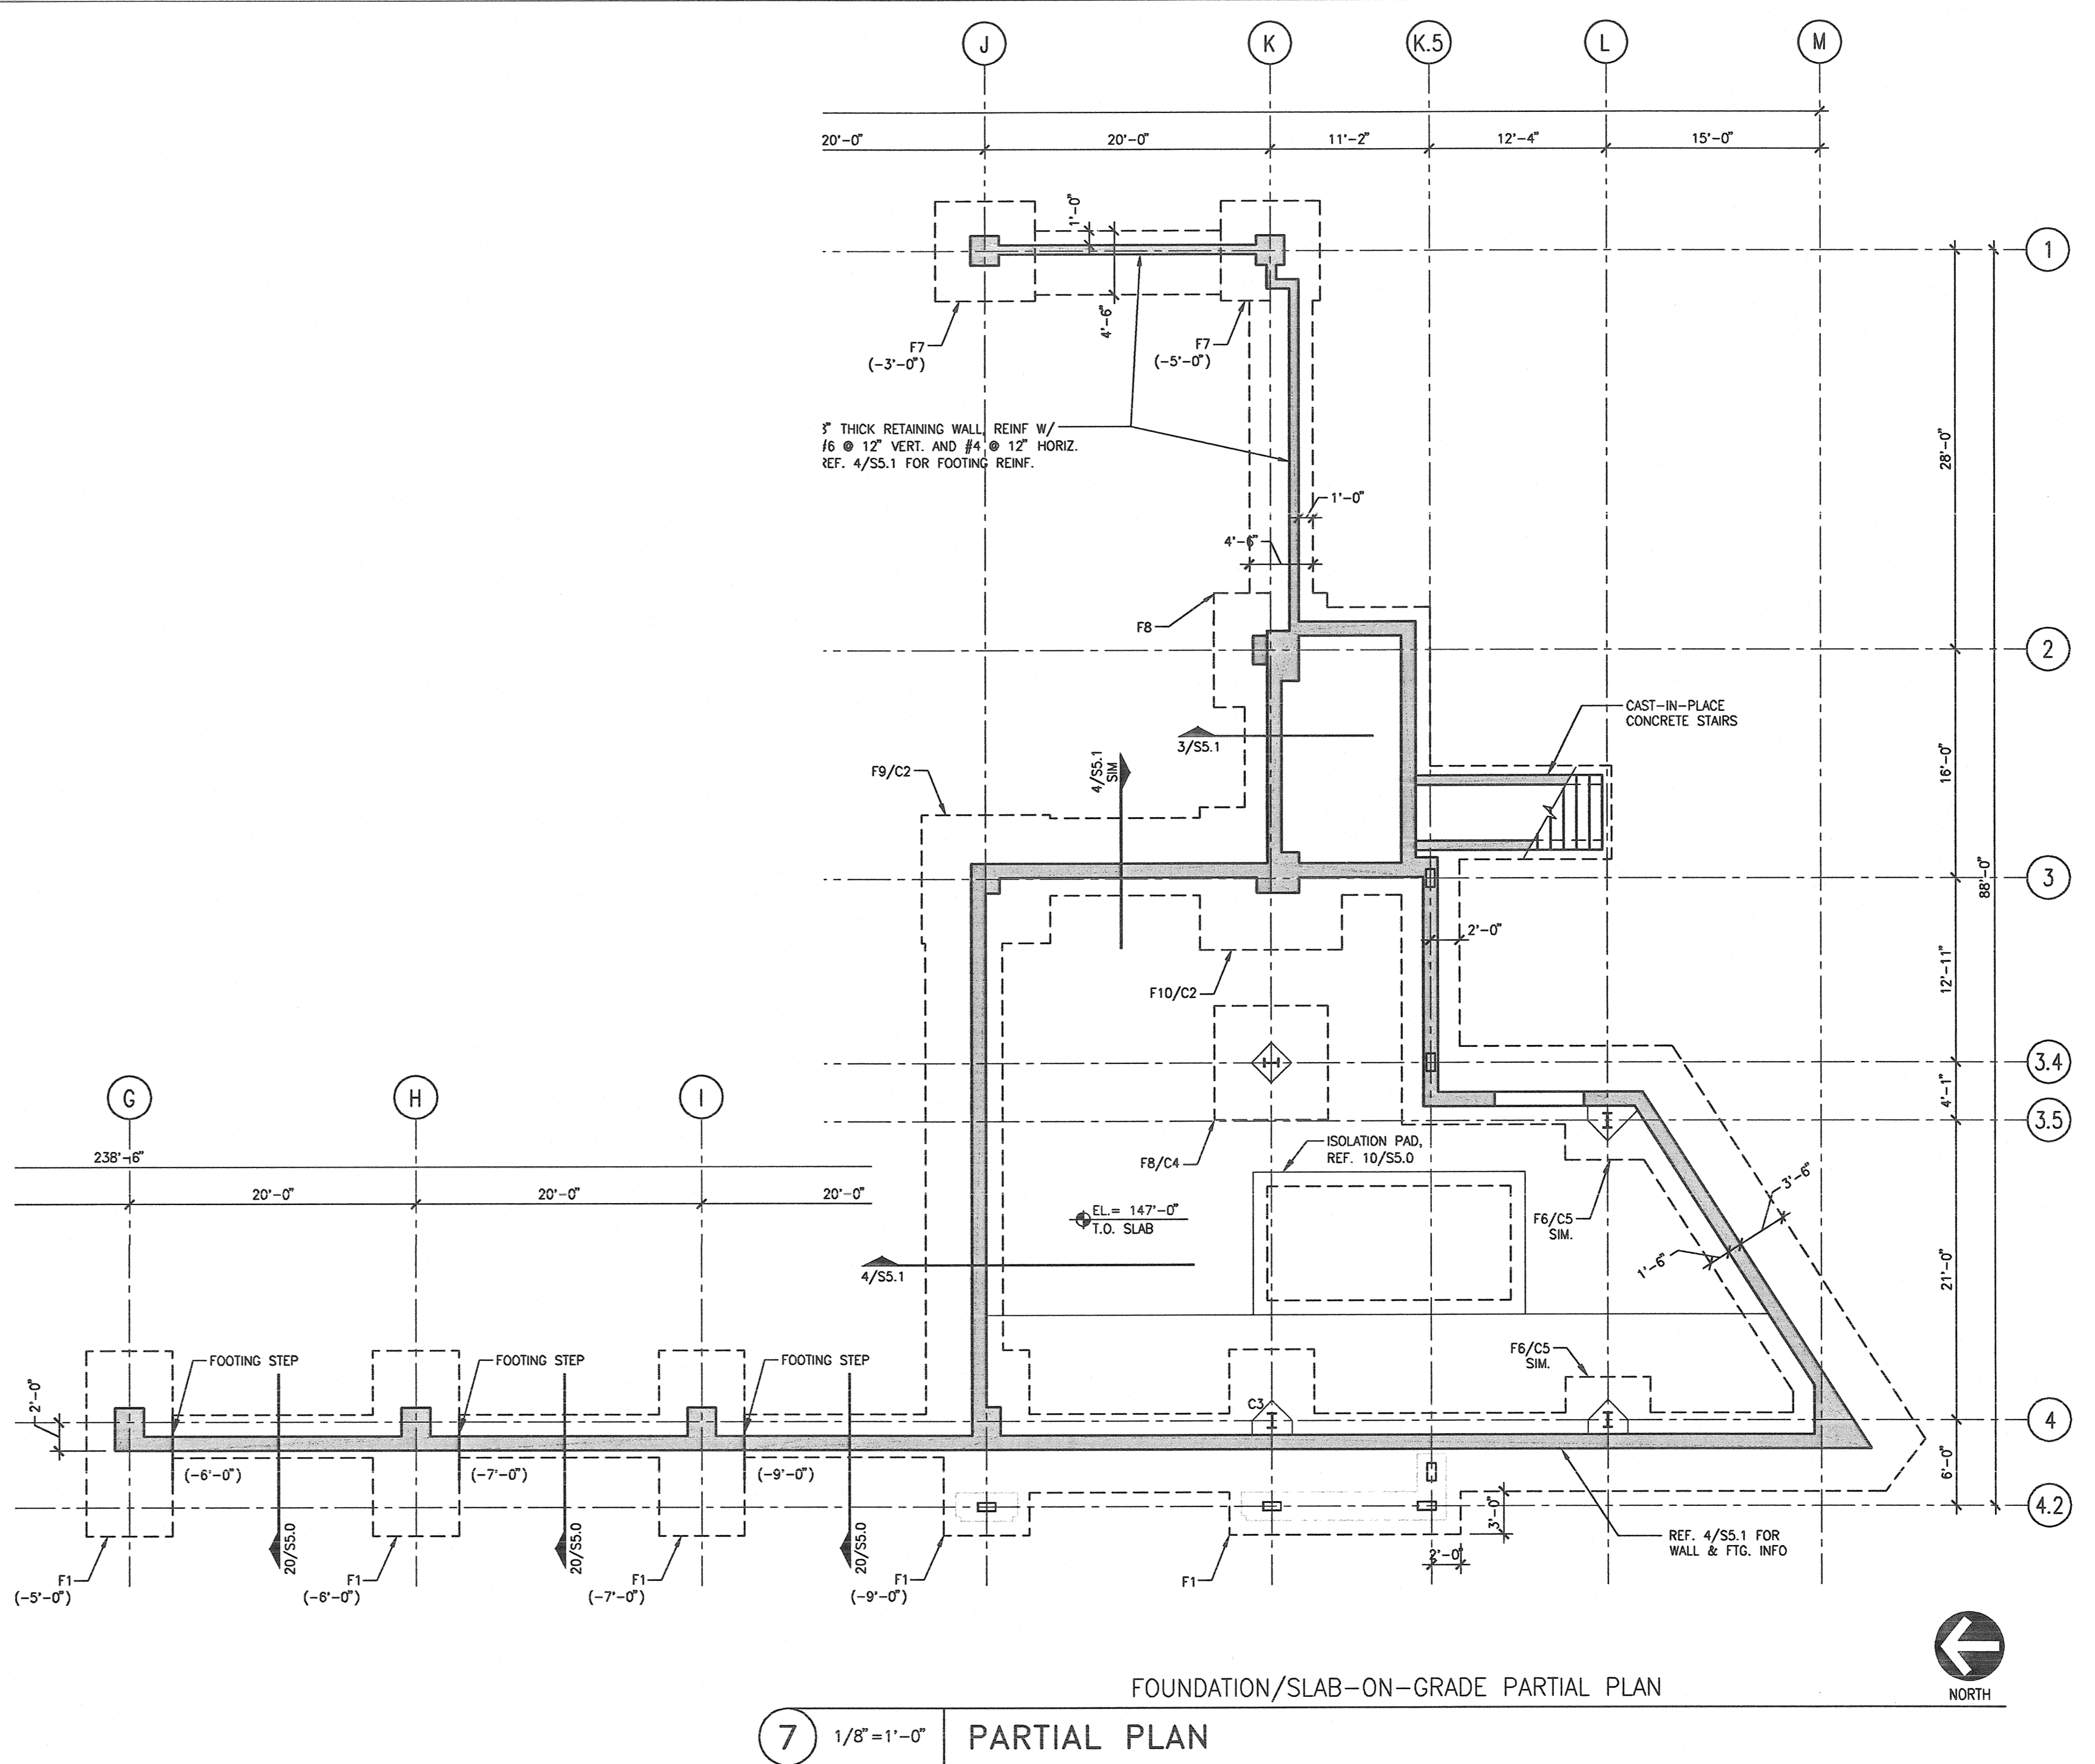 J
K
K.5
L
M
20'-0"
20'-0"
11'-2"
12'-4"
15'-0"
1'-0"
1
4'-6"
F7
(-3'-0")
F7
(-5'-0")
" THICK RETAINING WALL, REINF W/
#6 @ 12" VERT. AND #4 @ 12" HORIZ.
REF. 4/S5.1 FOR FOOTING REINF.
28'-0"
1'-0"
4'-6"
F8
2
CAST-IN-PLACE
CONCRETE STAIRS
3/S5.1
4/S5.1
SIM
F9/C2
16'-0"
88'-0"
3
2'-0"
12'-11"
F10/C2
3.4
G
H
I
4'-1"
3.5
ISOLATION PAD,
REF. 10/S5.0
F8/C4
238'-6"
20'-0"
20'-0"
20'-0"
EL.= 147'-0"
T.O. SLAB
F6/C5
SIM.
3'-6"
1'-6"
21'-0"
4/S5.1
FOOTING STEP
FOOTING STEP
FOOTING STEP
F6/C5
SIM.
2'-0"
C3
4
(-6'-0")
(-7'-0")
(-9'-0")
6'-0"
4.2
3'-0"
20/S5.0
20/S5.0
20/S5.0
2'-0"
REF. 4/S5.1 FOR
WALL & FTG. INFO
F1
(-5'-0")
F1
(-6'-0")
F1
(-7'-0")
F1
(-9'-0")
F1
NORTH
FOUNDATION/SLAB-ON-GRADE PARTIAL PLAN
7
1/8"=1'-0"
PARTIAL PLAN